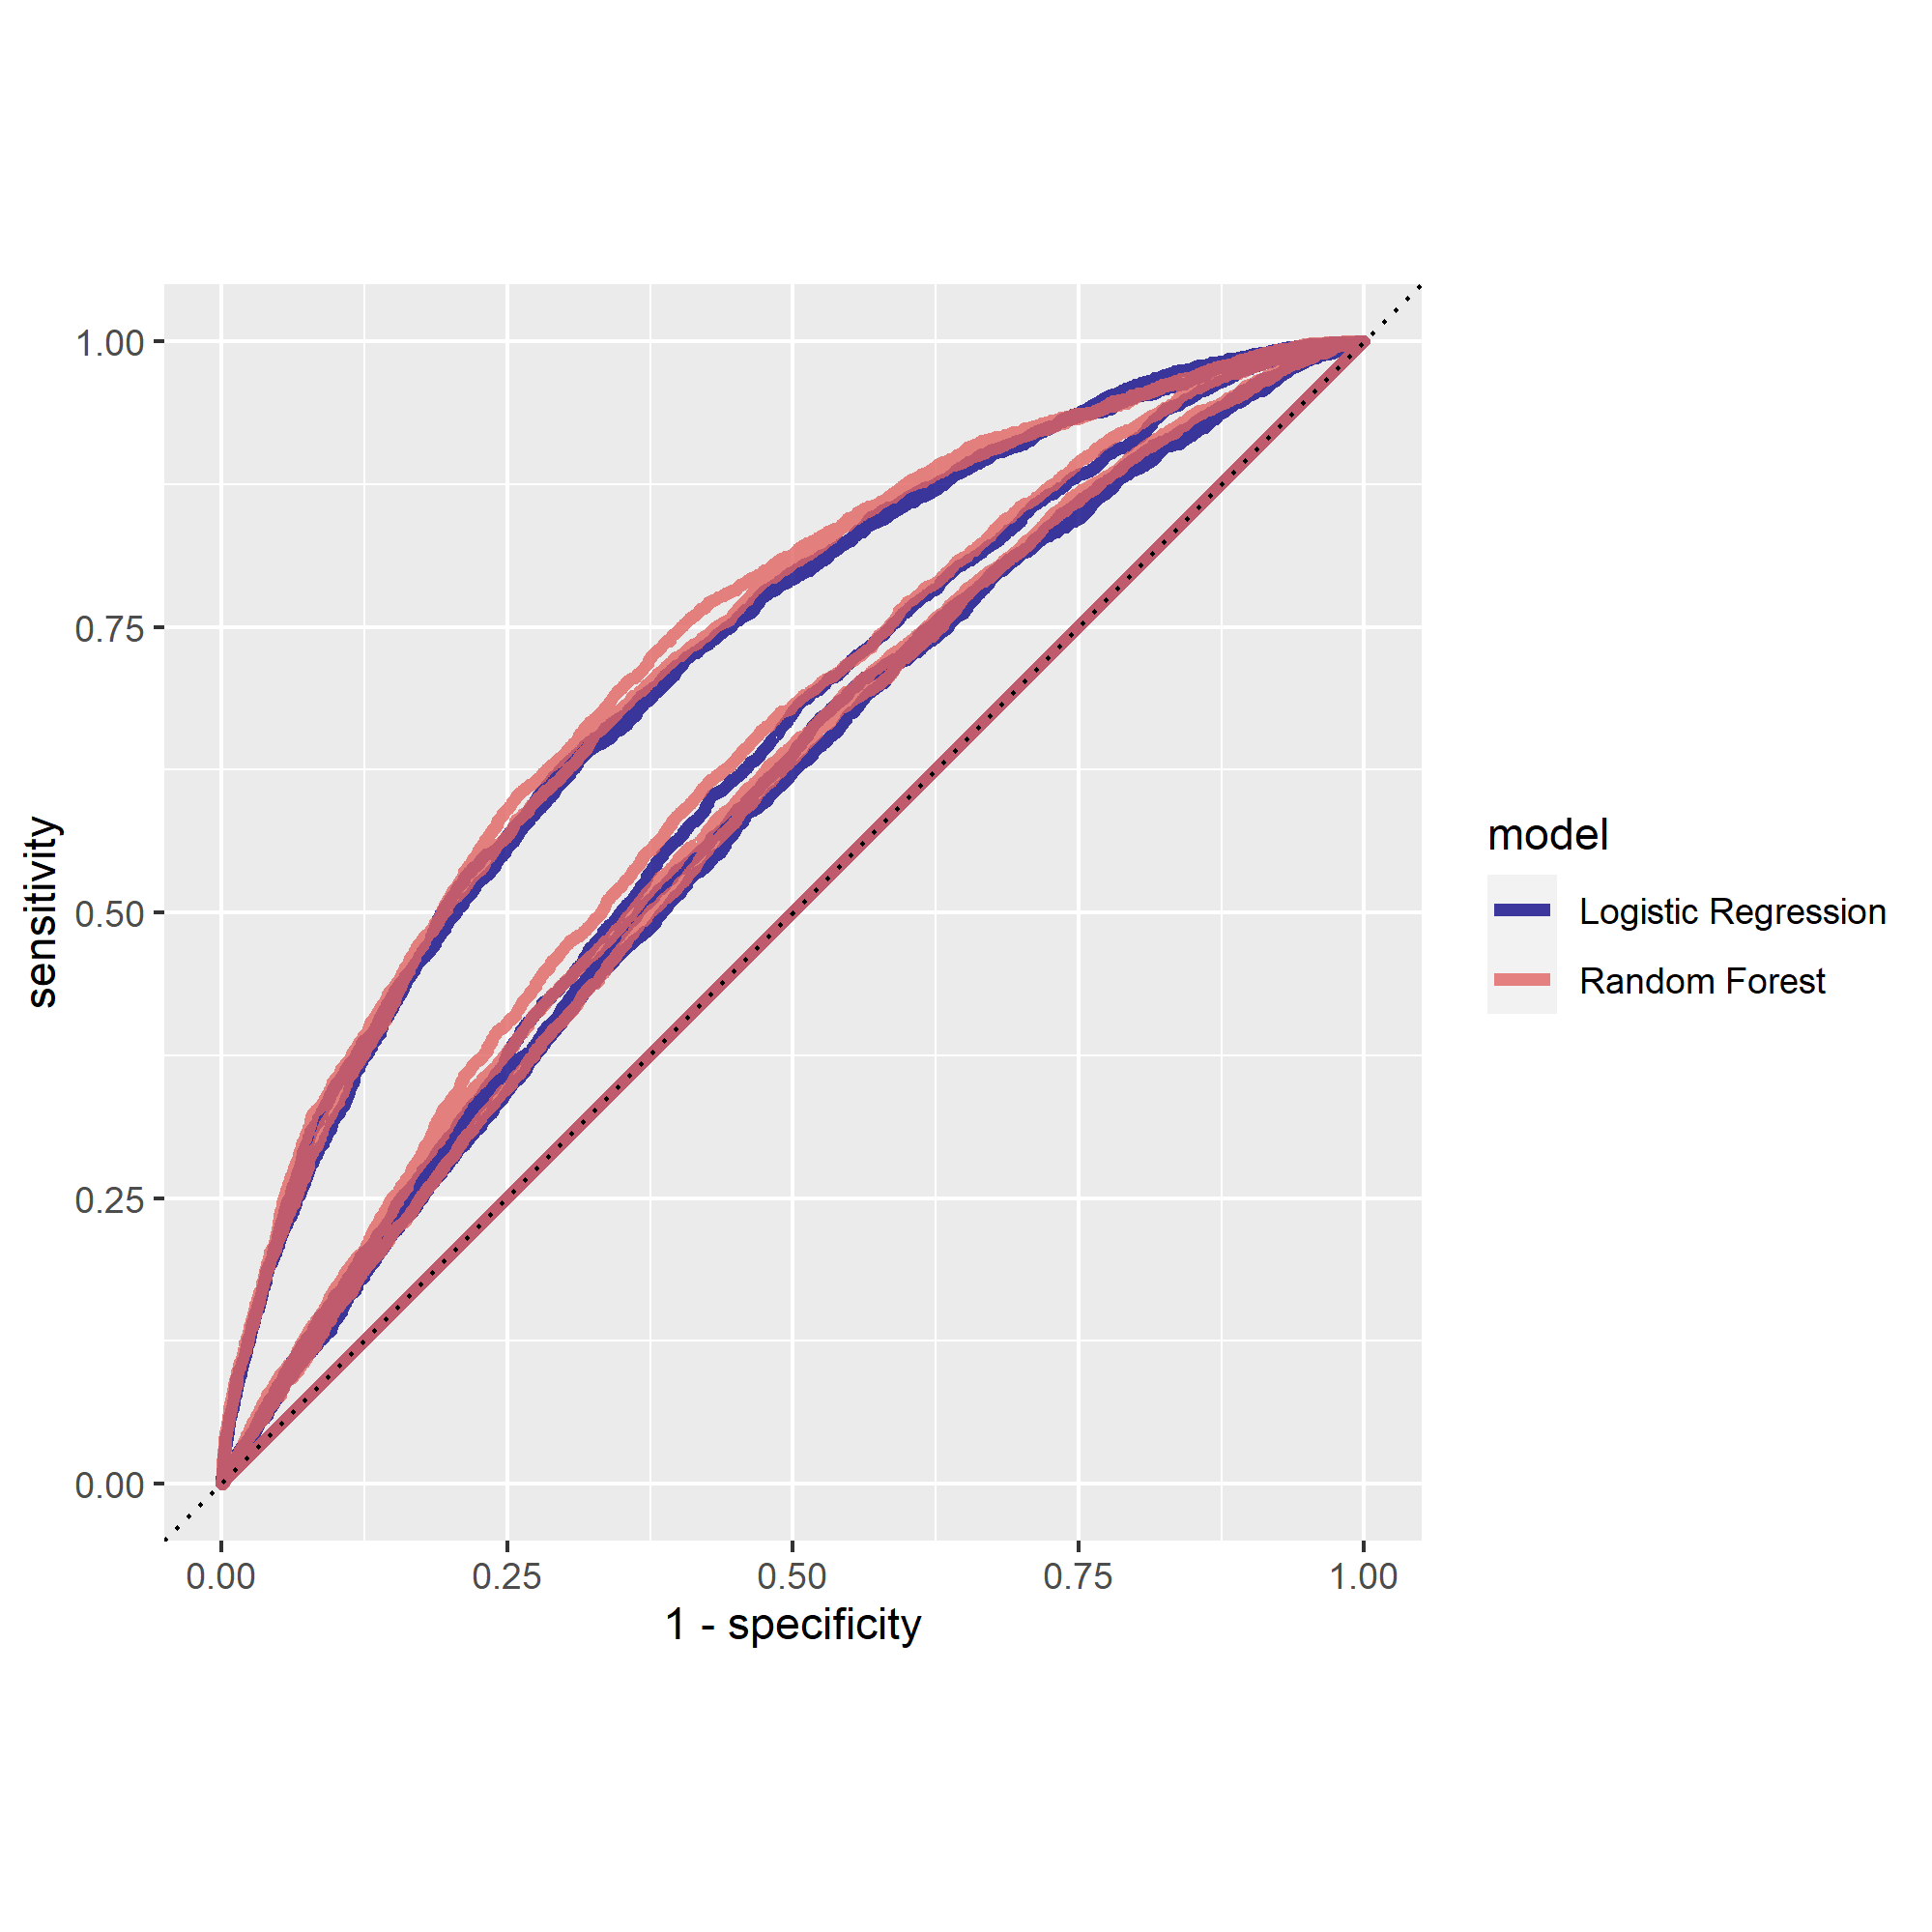 1.00
0.75
0.50
0.25
0.00
sensitivity
0.00 0.25 0.50 0.75 1.00
1 - specificity
model
Logistic Regression
Random Forest